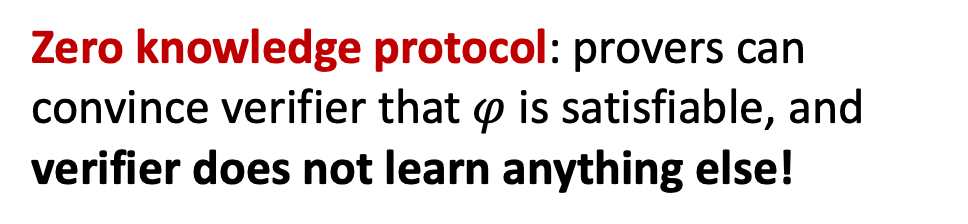 Zero knowledge protocol: provers can
convince verifier that 𝜑 is satisfiable, and
verifier does not learn anything else!